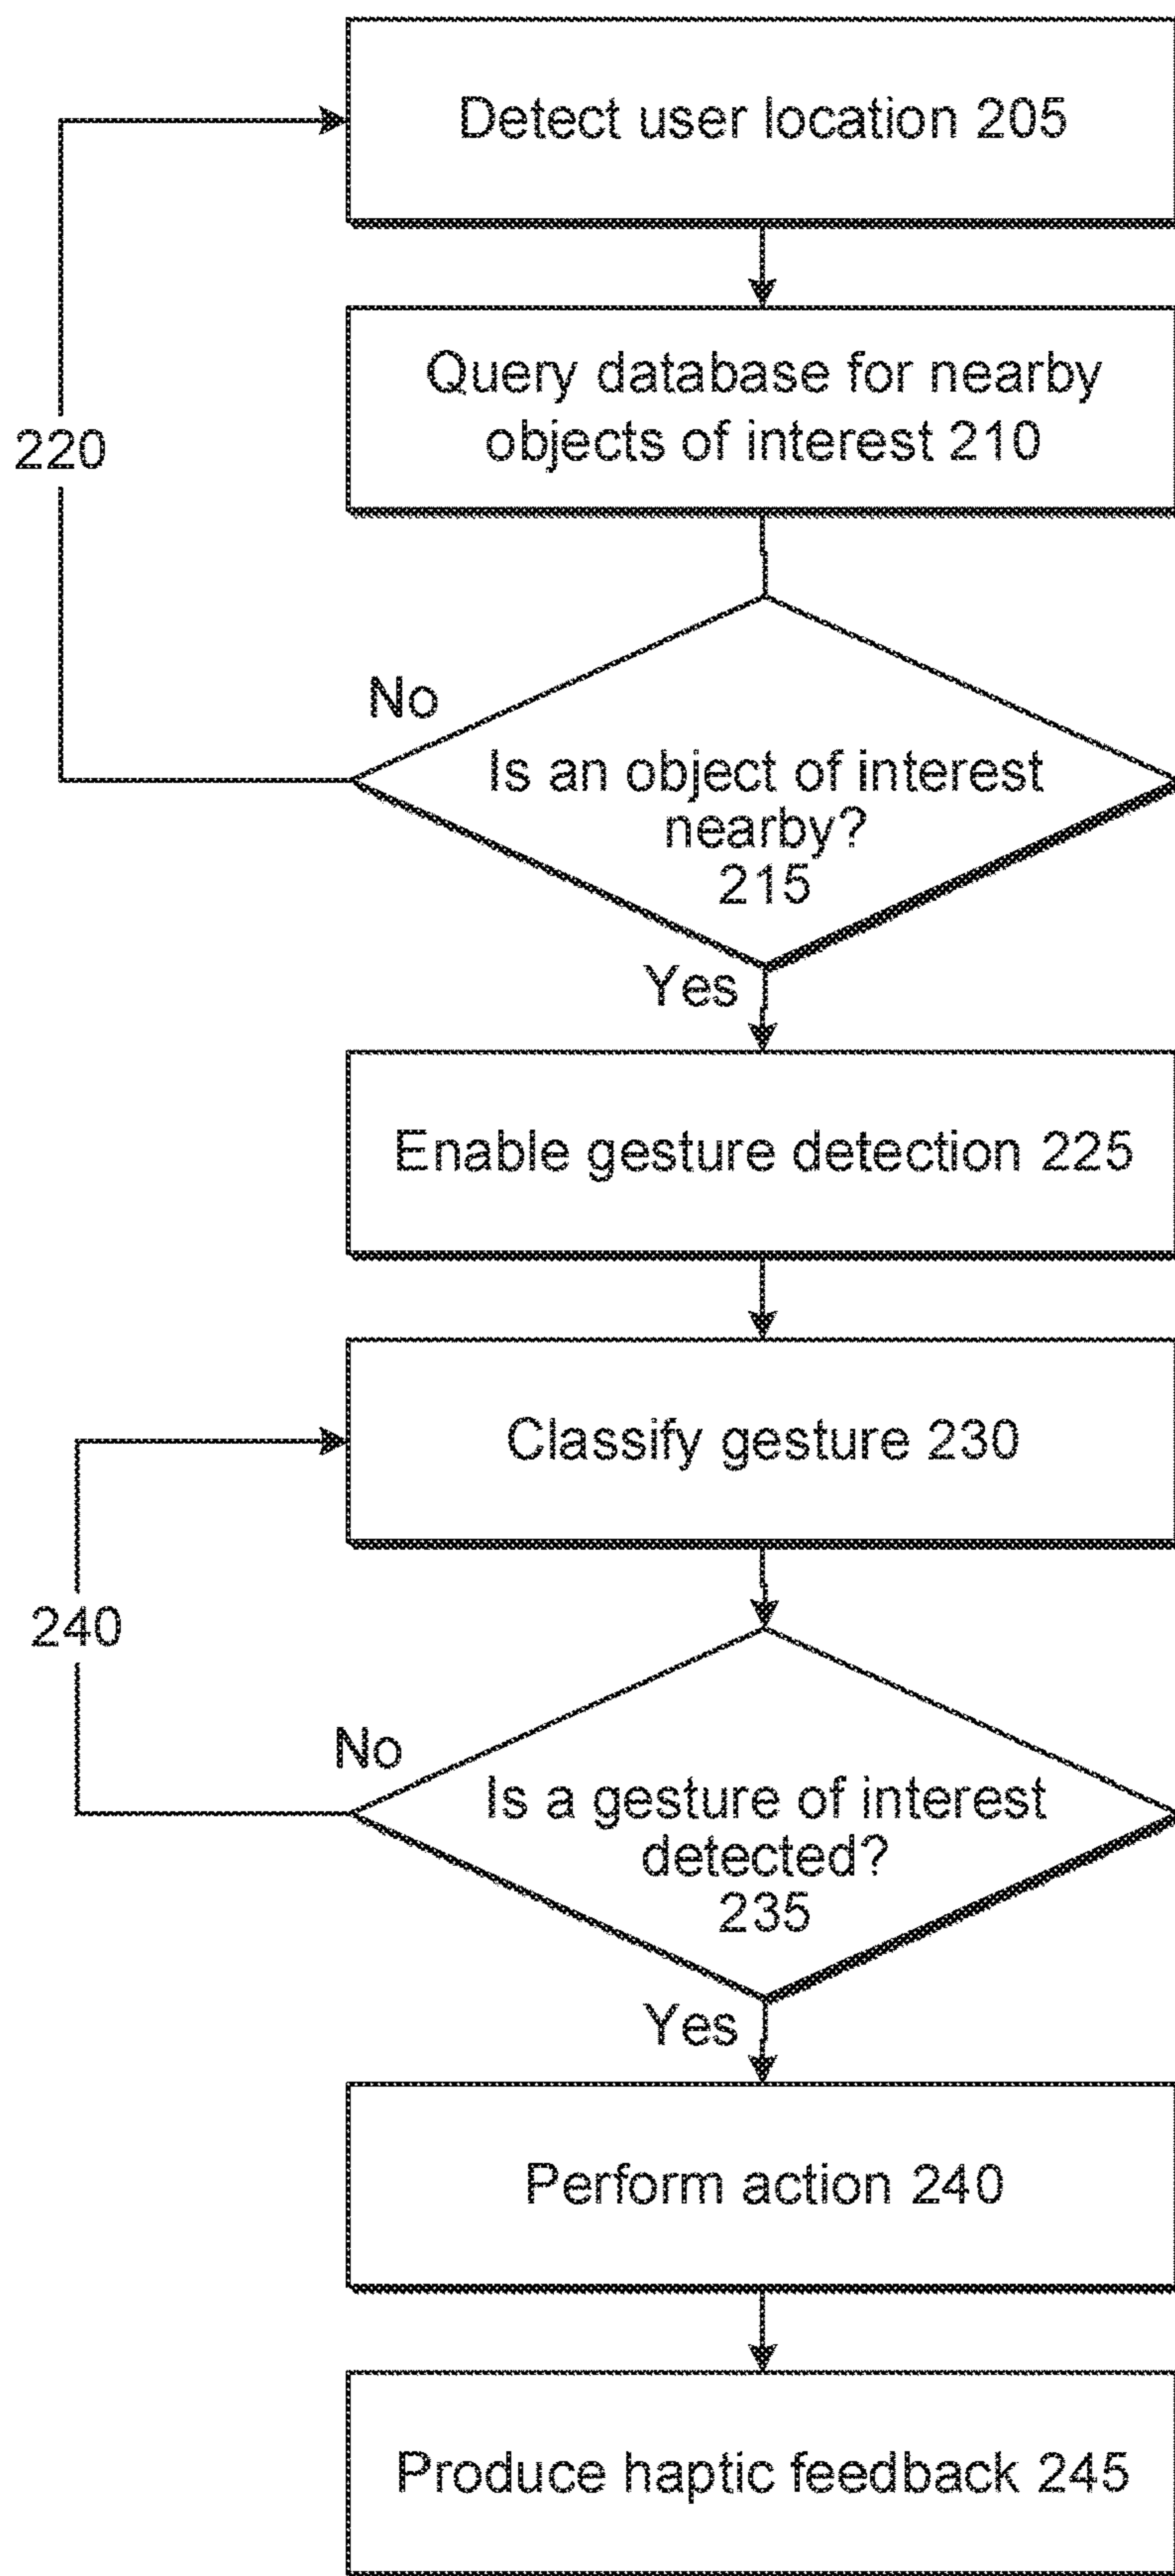 Detect user location 205
Query database for nearby
objects of interest 210
220
No
Is an object of interest
nearby?
215
Yes
Enable gesture detection 225
Classify gesture 230
240
No
Is a gesture of interest
detected?
235
Yes
Perform action 240
Produce haptic feedback 245